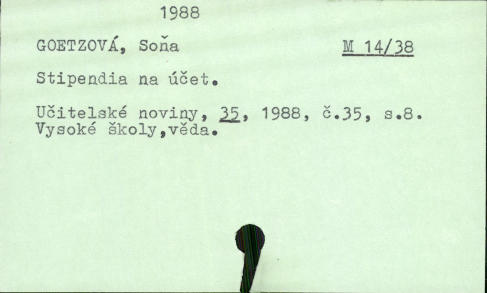 1988
GOETZOVÁ, Soňa M 14/38
Stipendia na účet.
Učitelské noviny, 35, 1988, č.35, s.8.
Vysoké školy,věda.